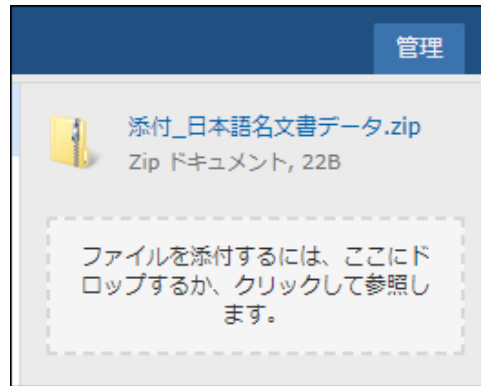 管理
添付_日本語名文書データ.zip
Zip ドキュメント, 22B
ファイルを添付するには、ここにド
ロップするか、クリックして参照し
ます。